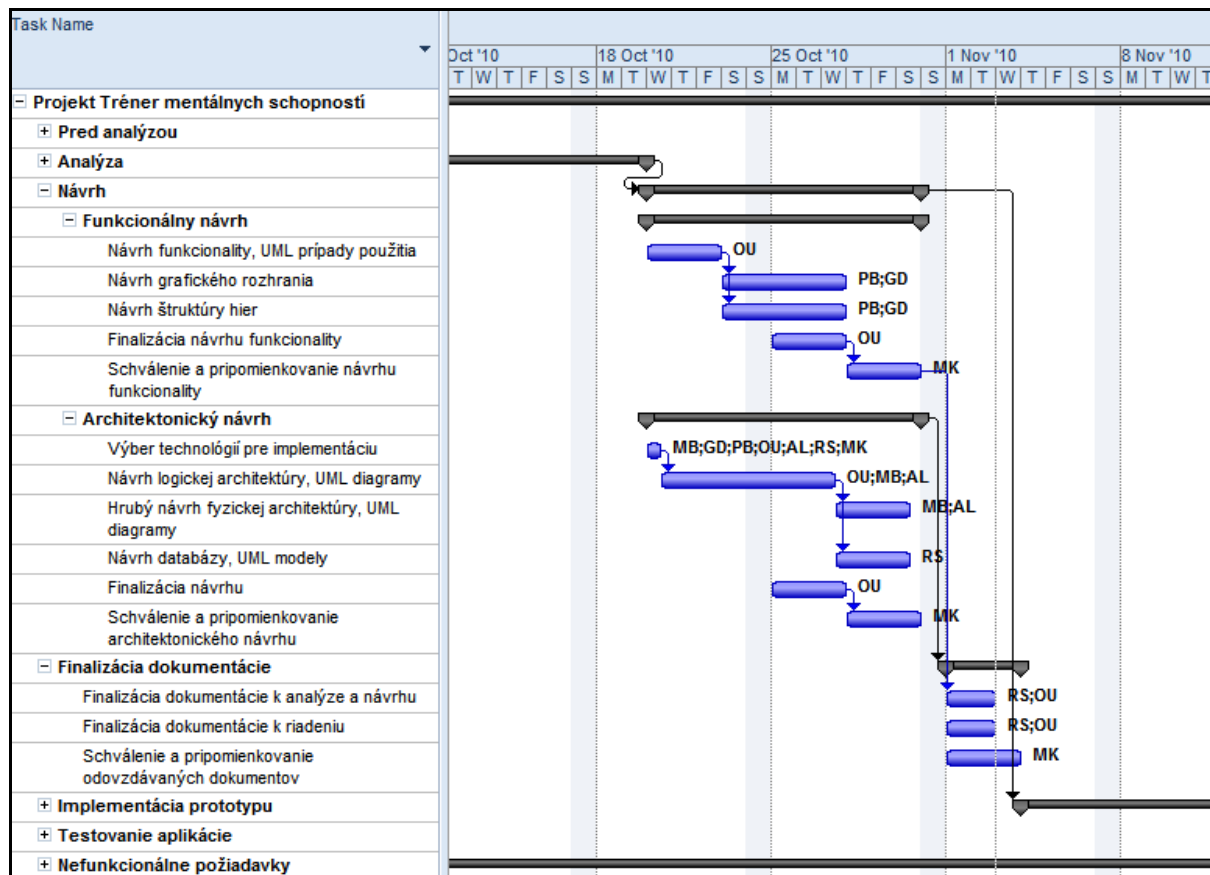 Task Name
Oct '10 18 Oct '10 25 Oct '10 1 Nov '10 8 Nov '10
T W T F S S M T W T F S S M T W T F S S M T W T F S S M T W T
Projekt Tréner mentálnych schopností
Pred analýzou
Analýza
Návrh
Funkcionálny návrh
Návrh funkcionality, UML prípady použitia OU
Návrh grafického rozhrania PB;GD
Návrh štruktúry hier PB;GD
Finalizácia návrhu funkcionality OU
Schválenie a pripomienkovanie návrhu MK
funkcionality
Architektonický návrh
Výber technológií pre implementáciu MB;GD;PB;OU;AL;RS;MK
Návrh logickej architektúry, UML diagramy OU;MB;AL
Hrubý návrh fyzickej architektúry, UML MB;AL
diagramy
Návrh databázy, UML modely RS
Finalizácia návrhu OU
Schválenie a pripomienkovanie MK
architektonického návrhu
Finalizácia dokumentácie
Finalizácia dokumentácie k analýze a návrhu RS;OU
Finalizácia dokumentácie k riadeniu RS;OU
Schválenie a pripomienkovanie MK
odovzdávaných dokumentov
Implementácia prototypu
Testovanie aplikácie
Nefunkcionálne požiadavky